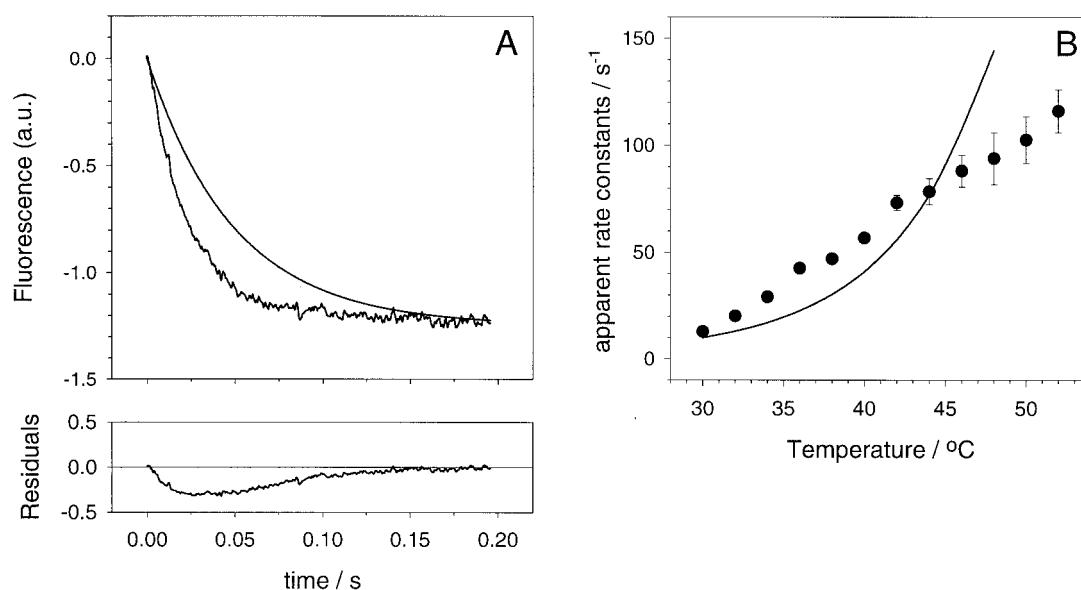 A
Fluorescence (a.u.)
0.0
-0.5
-1.0
-1.5
Residuals
0.5
0.0
-0.5
0.00 0.05 0.10 0.15 0.20
time / s
B
apparent rate constants / s⁻¹
150
100
50
0
30 35 40 45 50
Temperature / ºC